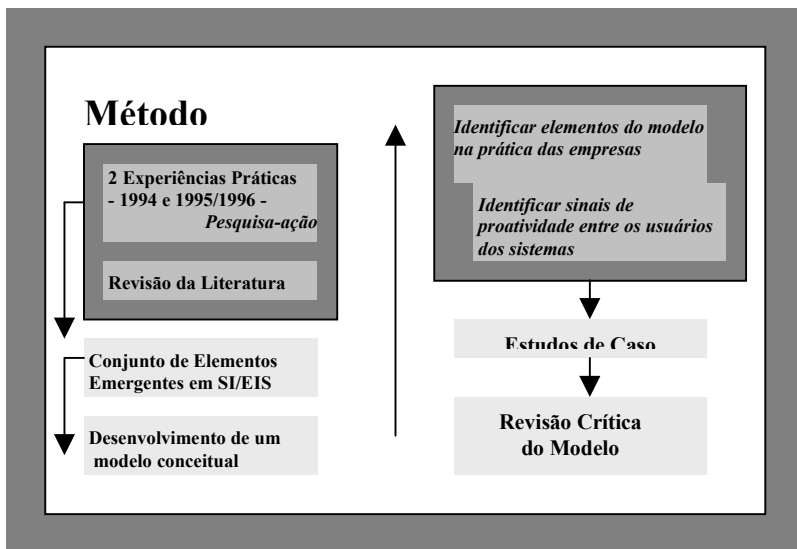 Método
2 Experiências Práticas
- 1994 e 1995/1996 -
Pesquisa-ação
Revisão da Literatura
Conjunto de Elementos
Emergentes em SI/EIS
Desenvolvimento de um
modelo conceitual
Identificar elementos do modelo
na prática das empresas
Identificar sinais de
proatividade entre os usuários
dos sistemas
Estudos de Caso
Revisão Crítica
do Modelo